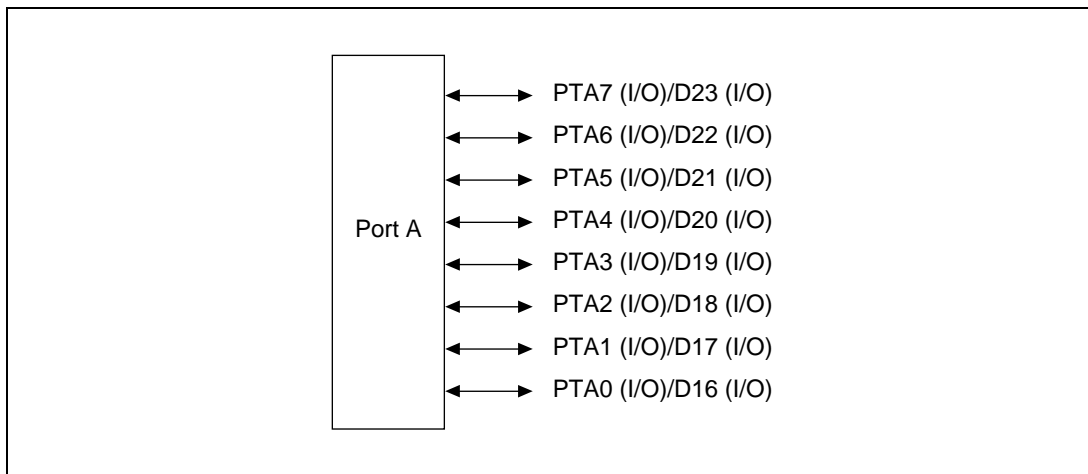 PTA7 (I/O)/D23 (I/O)
PTA6 (I/O)/D22 (I/O)
PTA5 (I/O)/D21 (I/O)
PTA4 (I/O)/D20 (I/O)
Port A
PTA3 (I/O)/D19 (I/O)
PTA2 (I/O)/D18 (I/O)
PTA1 (I/O)/D17 (I/O)
PTA0 (I/O)/D16 (I/O)